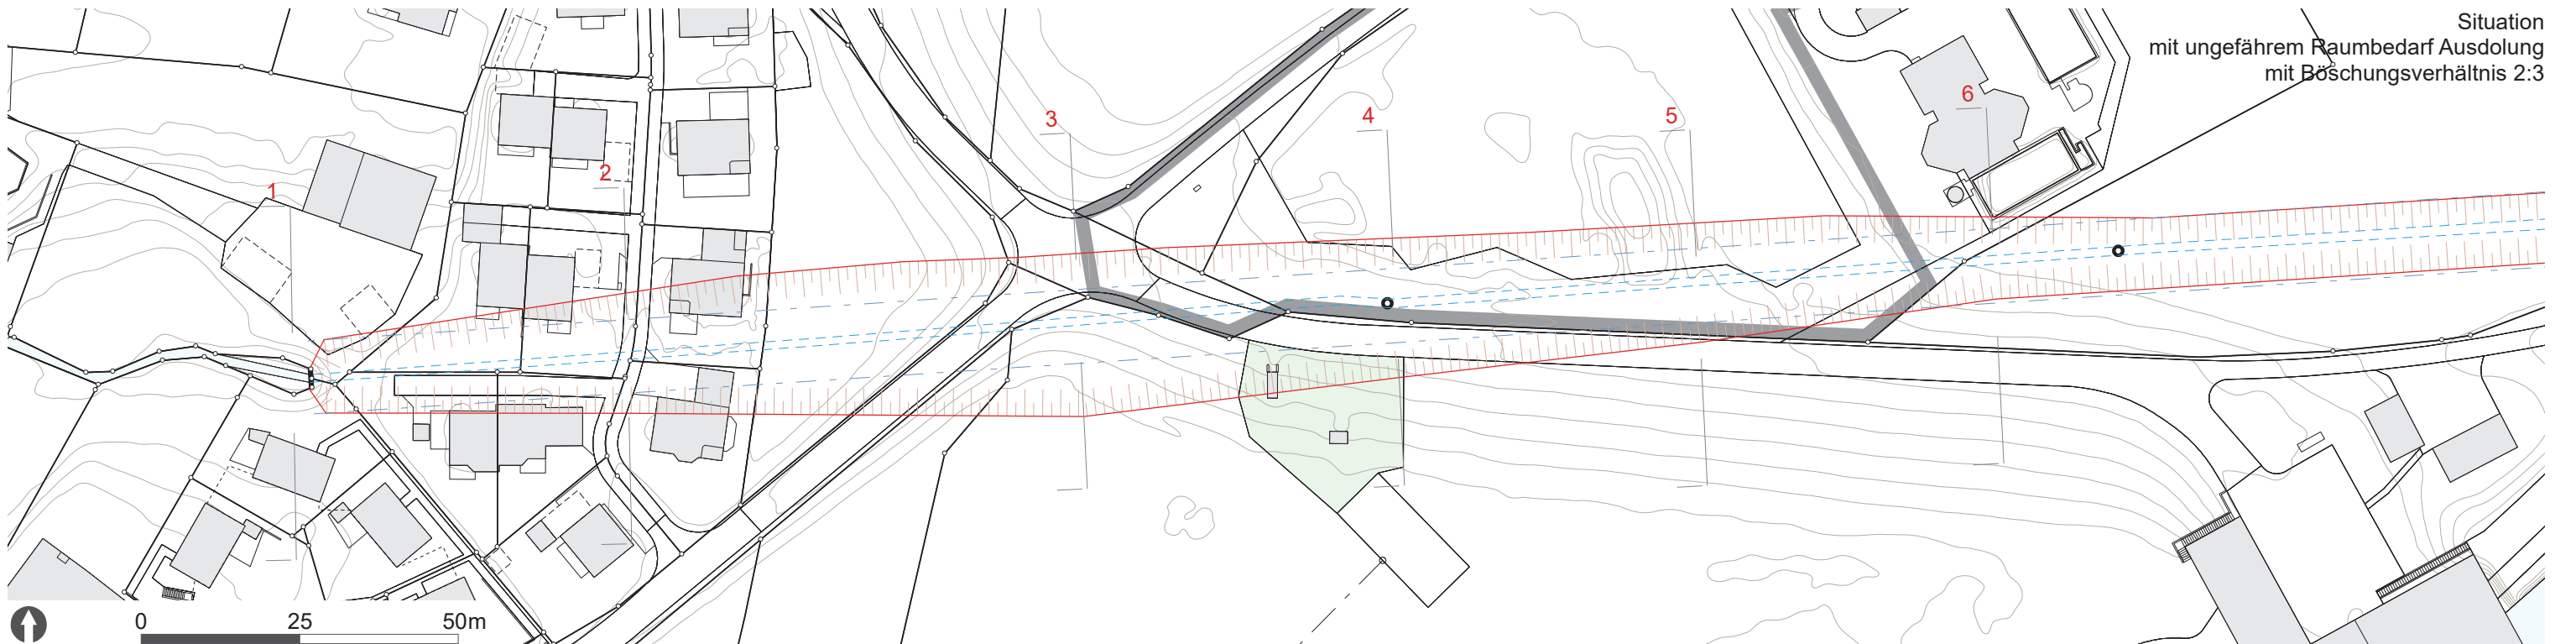 Situation
mit ungefährem Raumbedarf Ausdolung
mit Böschungsverhältnis 2:3
1
2
3
4
5
6
0 25 50m